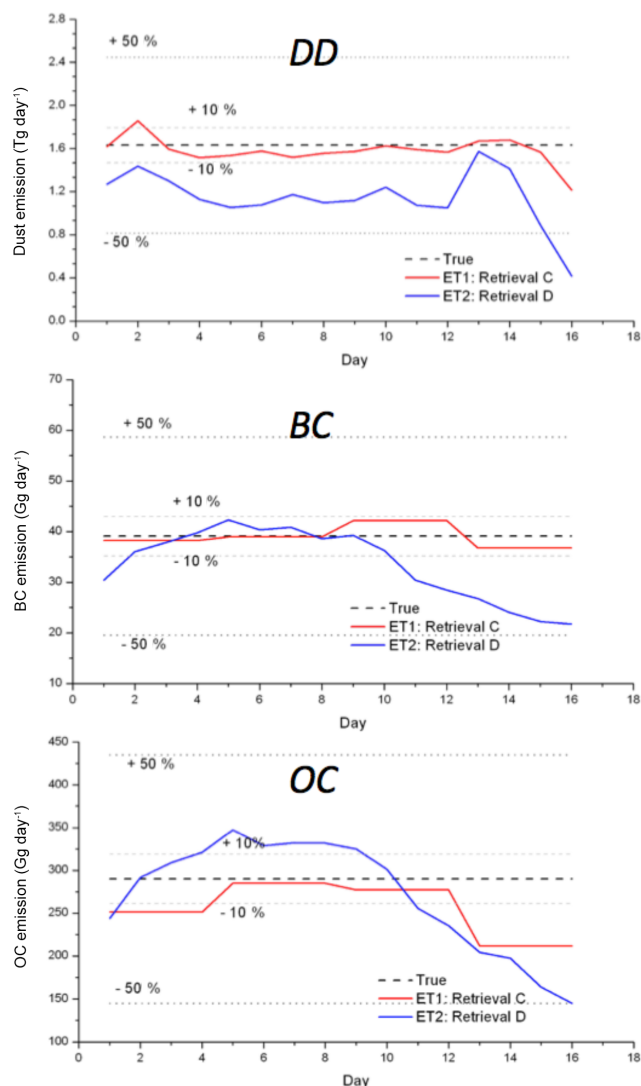 DD
Dust emission (Tg day⁻¹)
2.8
2.4
2.0
1.6
1.2
0.8
0.4
0.0
+ 50 %
+ 10 %
- 10 %
- 50 %
True
ET1: Retrieval C
ET2: Retrieval D
0 2 4 6 8 10 12 14 16 18
Day
BC
BC emission (Gg day⁻¹)
70
60
50
40
30
20
10
+ 50 %
+ 10 %
- 10 %
- 50 %
True
ET1: Retrieval C
ET2: Retrieval D
0 2 4 6 8 10 12 14 16 18
Day
OC
OC emission (Gg day⁻¹)
450
400
350
300
250
200
150
100
+ 50 %
+ 10%
- 10 %
- 50 %
True
ET1: Retrieval C
ET2: Retrieval D
0 2 4 6 8 10 12 14 16 18
Day